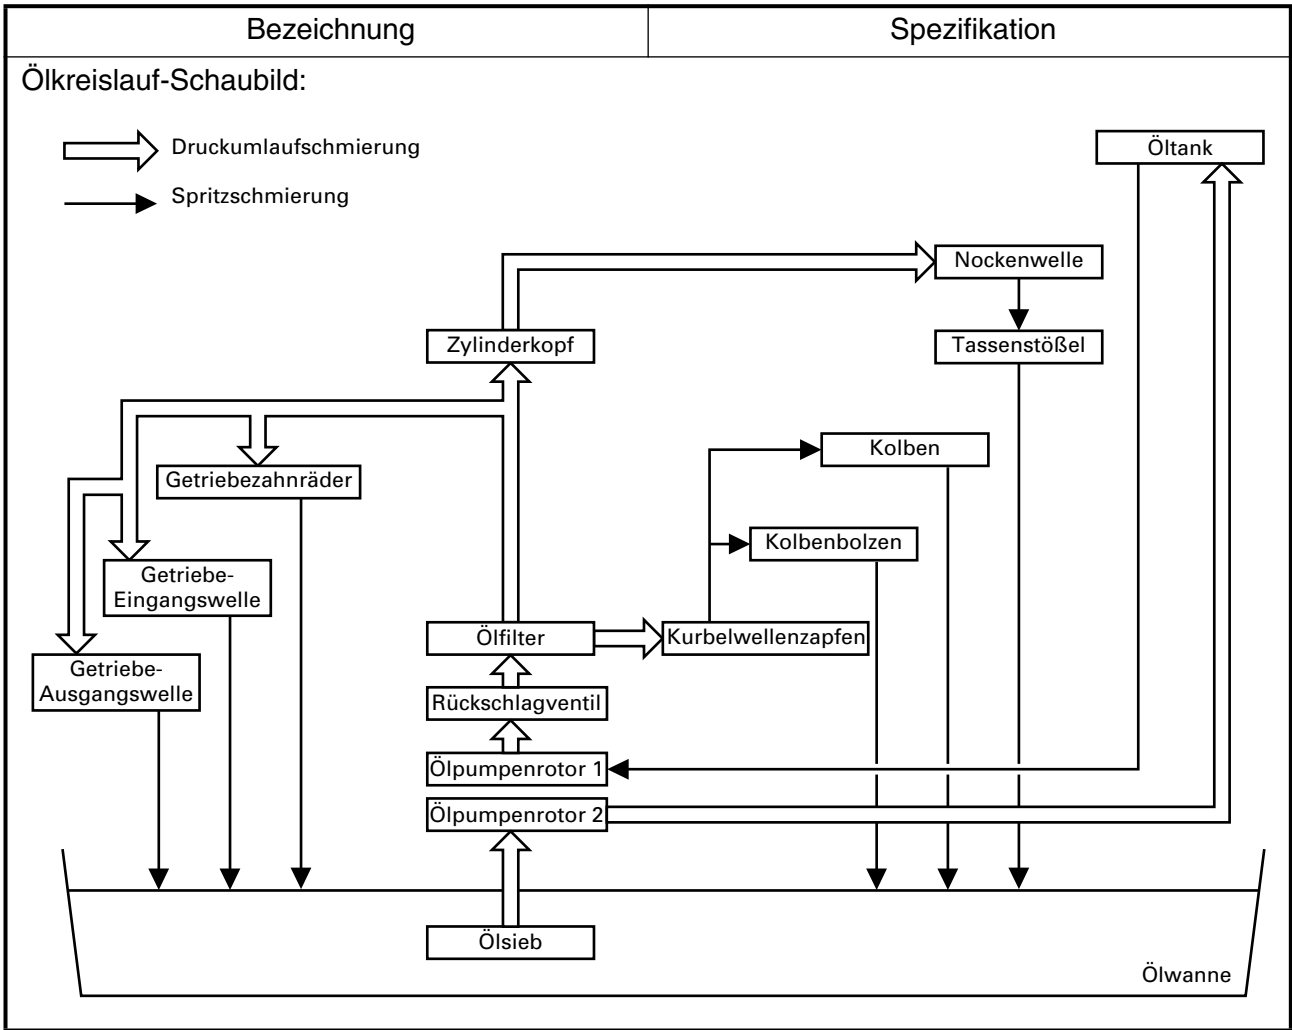 Bezeichnung
Spezifikation
Ölkreislauf-Schaubild:
Druckumlaufschmierung
Spritzschmierung
Öltank
Nockenwelle
Zylinderkopf
Tassenstößel
Kolben
Getriebezahnräder
Kolbenbolzen
Getriebe-
Eingangswelle
Ölfilter
Kurbelwellenzapfen
Getriebe-
Ausgangswelle
Rückschlagventil
Ölpumpenrotor 1
Ölpumpenrotor 2
Ölsieb
Ölwanne